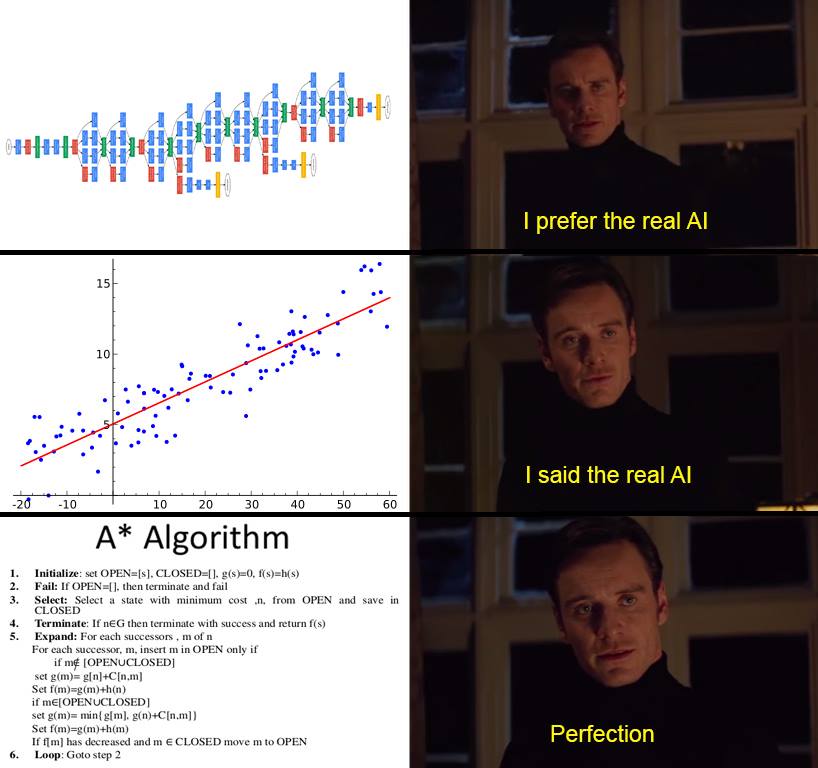 I prefer the real AI
15
10
5
-20 -10 0 10 20 30 40 50 60
I said the real AI
A* Algorithm
1. Initialize: set OPEN=[s], CLOSED=[], g(s)=0, f(s)=h(s)
2. Fail: If OPEN=[], then terminate and fail
3. Select: Select a state with minimum cost ,n, from OPEN and save in
CLOSED
4. Terminate: If n∈G then terminate with success and return f(s)
5. Expand: For each successors , m of n
For each successor, m, insert m in OPEN only if
if m∉ [OPEN∪CLOSED]
set g(m)= g[n]+C[n,m]
Set f(m)=g(m)+h(n)
if m∈[OPEN∪CLOSED]
set g(m)= min{g[m], g(n)+C[n,m]}
Set f(m)=g(m)+h(m)
If f[m] has decreased and m ∈ CLOSED move m to OPEN
6. Loop: Goto step 2
Perfection